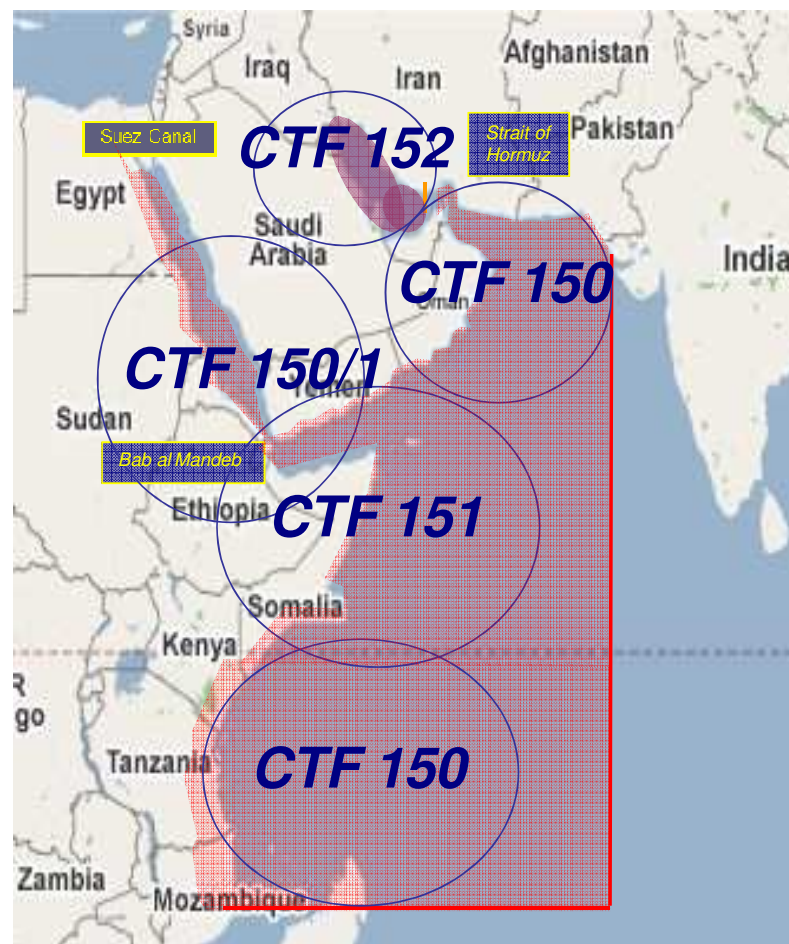 Syria
Afghanistan
Iraq
Iran
Suez Canal
CTF 152
Strait of
Hormuz
Pakistan
Egypt
Saudi
Arabia
India
CTF 150
Oman
CTF 150/1
Yemen
Sudan
Bab al Mandeb
Ethiopia
CTF 151
Somalia
Kenya
R
go
Tanzania
CTF 150
Zambia
Mozambique